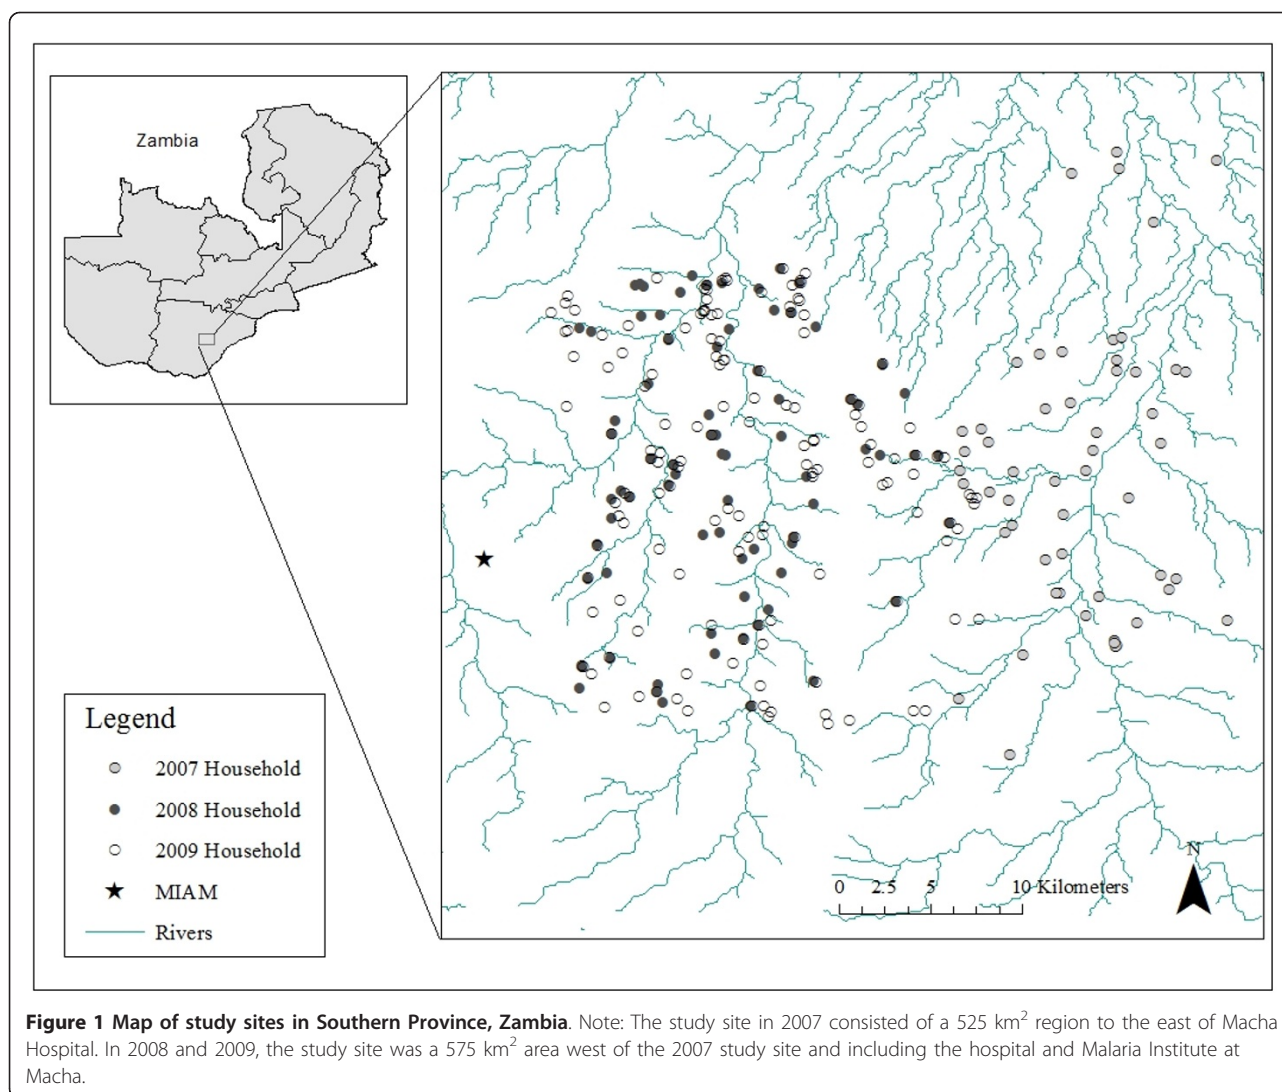 Zambia
Legend
2007 Household
2008 Household
2009 Household
MIAM
Rivers
N
0 2.5 5 10 Kilometers
Figure 1 Map of study sites in Southern Province, Zambia. Note: The study site in 2007 consisted of a 525 km² region to the east of Macha
Hospital. In 2008 and 2009, the study site was a 575 km² area west of the 2007 study site and including the hospital and Malaria Institute at
Macha.